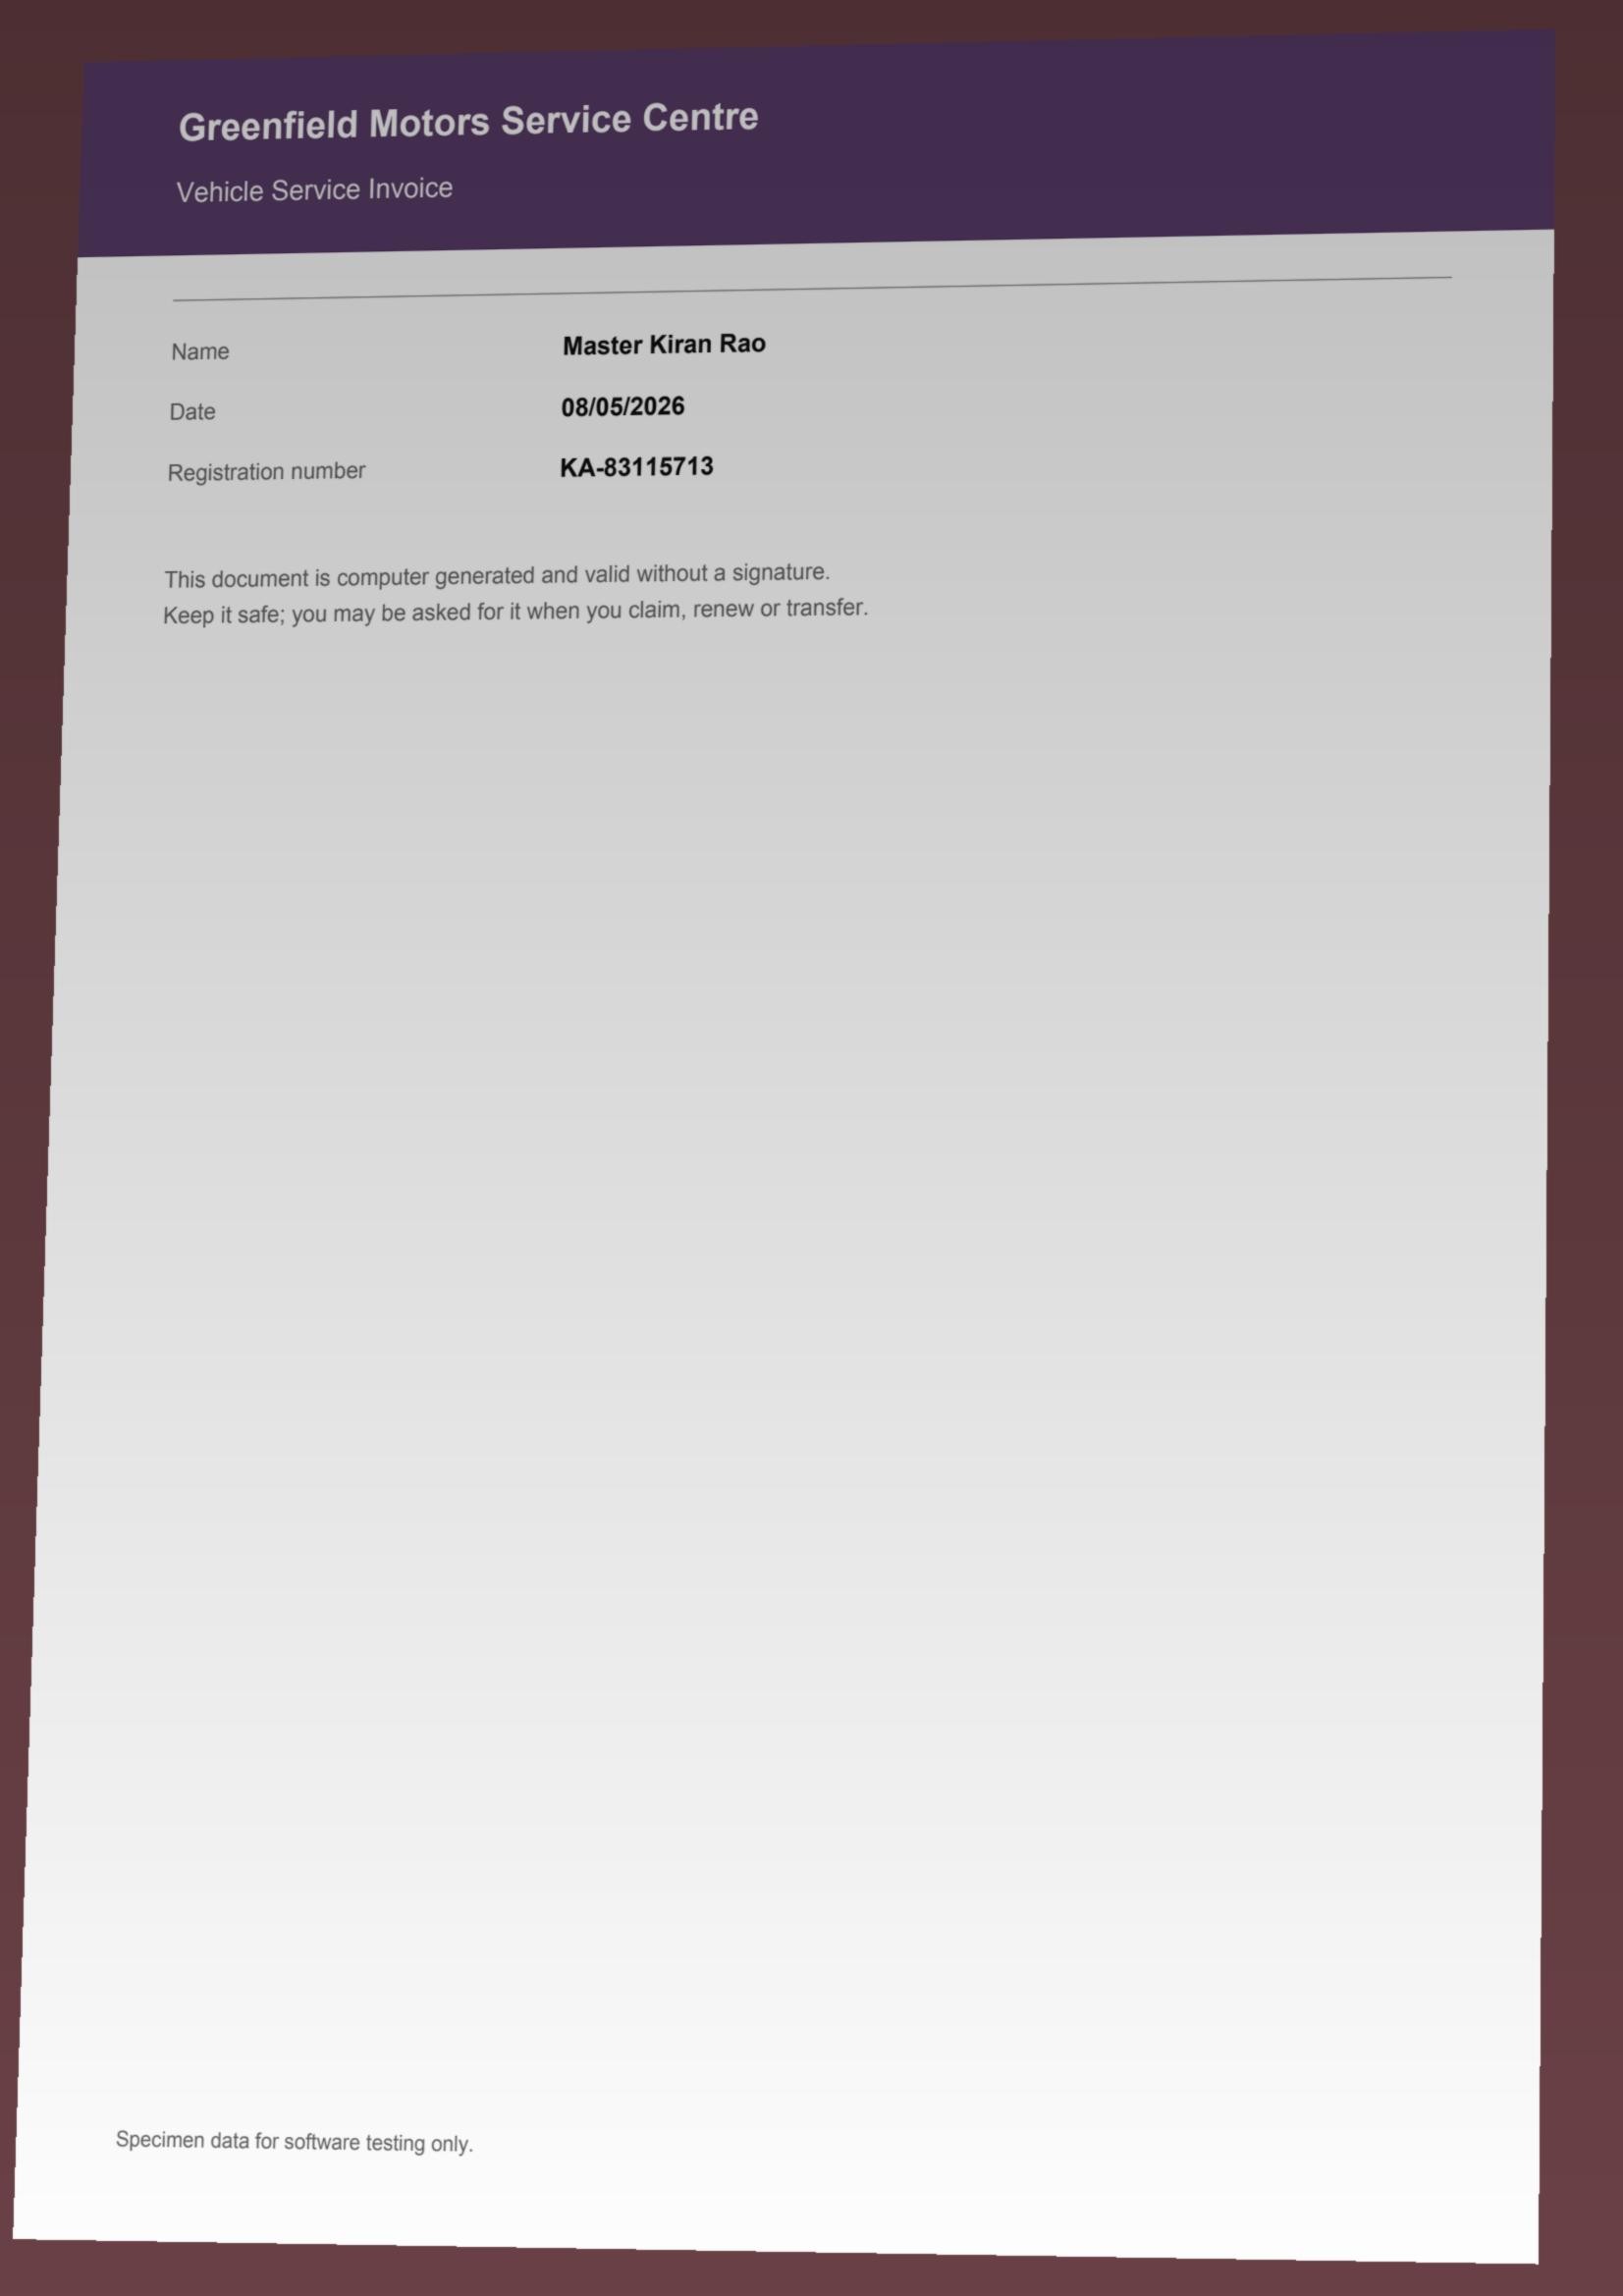 Greenfield Motors Service Centre
Vehicle Service Invoice
Name Master Kiran Rao
Date 08/05/2026
Registration number KA-83115713
This document is computer generated and valid without a signature.
Keep it safe; you may be asked for it when you claim, renew or transfer.
Specimen data for software testing only.